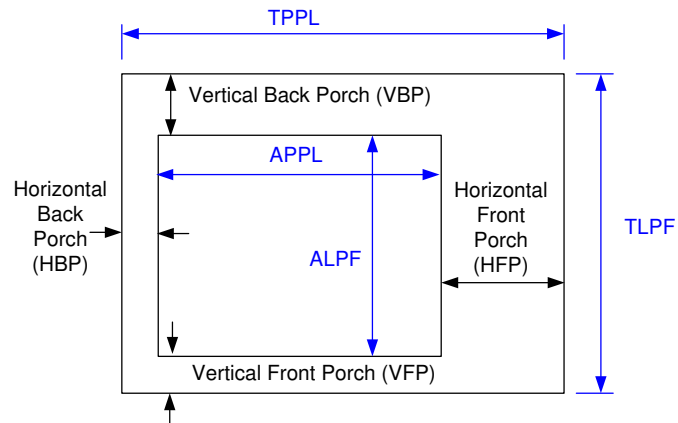 TPPL
Vertical Back Porch (VBP)
APPL
Horizontal
Back
Porch
(HBP)
Horizontal
Front
Porch
(HFP)
TLPF
ALPF
Vertical Front Porch (VFP)